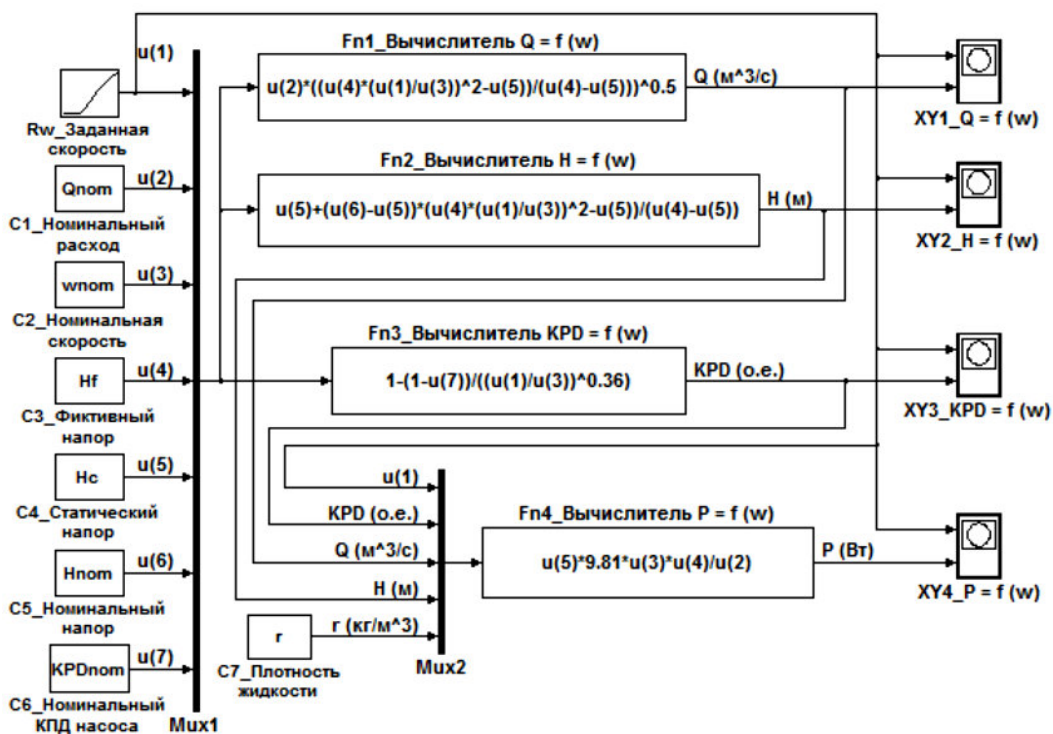 u(1)
Rw_Заданная
скорость
Qnom
u(2)
C1_Номинальный
расход
wnom
u(3)
C2_Номинальная
скорость
Hf
u(4)
C3_Фиктивный
напор
Hc
u(5)
C4_Статический
напор
Hnom
u(6)
C5_Номинальный
напор
KPDnom
u(7)
C6_Номинальный
КПД насоса
Mux1
Fn1_Вычислитель Q = f (w)
u(2)*((u(4)*(u(1)/u(3))^2-u(5))/(u(4)-u(5)))^0.5
Q (м^3/с)
XY1_Q = f (w)
Fn2_Вычислитель H = f (w)
u(5)+(u(6)-u(5))*(u(4)*(u(1)/u(3))^2-u(5))/(u(4)-u(5))
H (м)
XY2_H = f (w)
Fn3_Вычислитель KPD = f (w)
1-(1-u(7))/((u(1)/u(3))^0.36)
KPD (о.е.)
XY3_KPD = f (w)
u(1)
KPD (о.е.)
Q (м^3/с)
H (м)
r
r (кг/м^3)
C7_Плотность
жидкости
Mux2
Fn4_Вычислитель P = f (w)
u(5)*9.81*u(3)*u(4)/u(2)
P (Вт)
XY4_P = f (w)